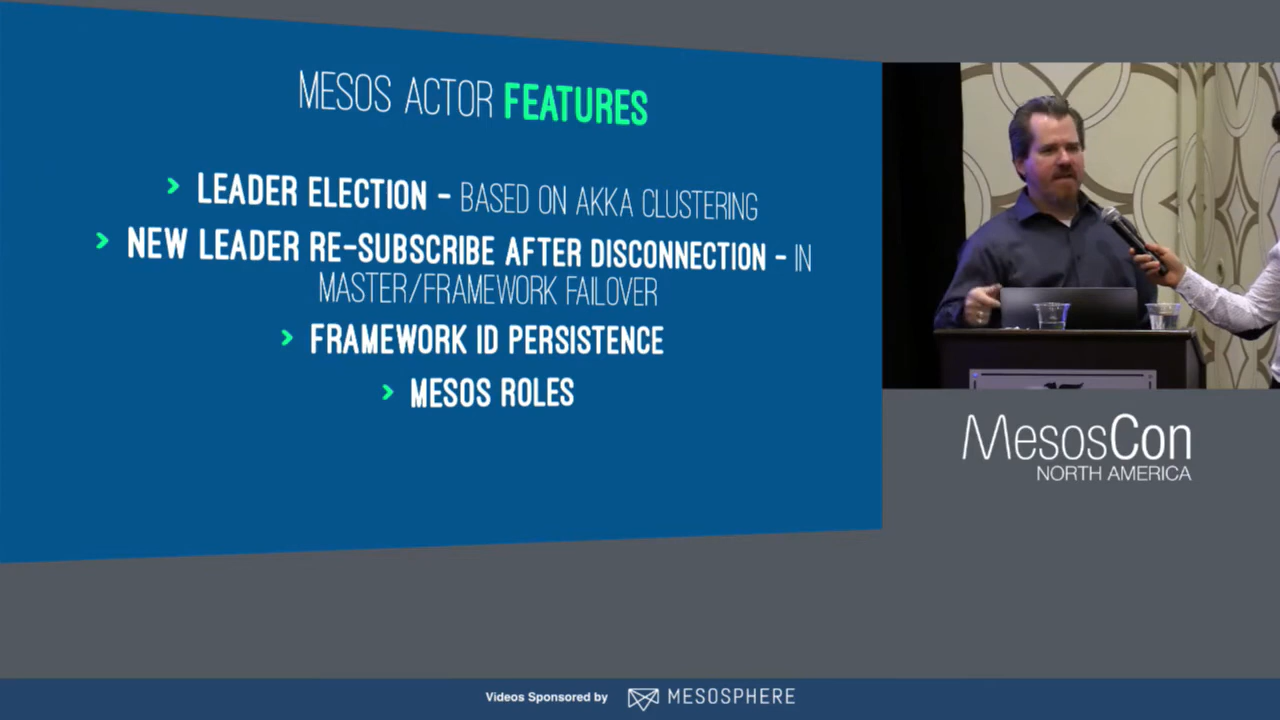 MESOS ACTOR FEATURES
> LEADER ELECTION - BASED ON AKKA CLUSTERING
> NEW LEADER RE-SUBSCRIBE AFTER DISCONNECTION - IN
MASTER/FRAMEWORK FAILOVER
> FRAMEWORK ID PERSISTENCE
> MESOS ROLES
MesosCon
NORTH AMERICA
Videos Sponsored by MESOSPHERE